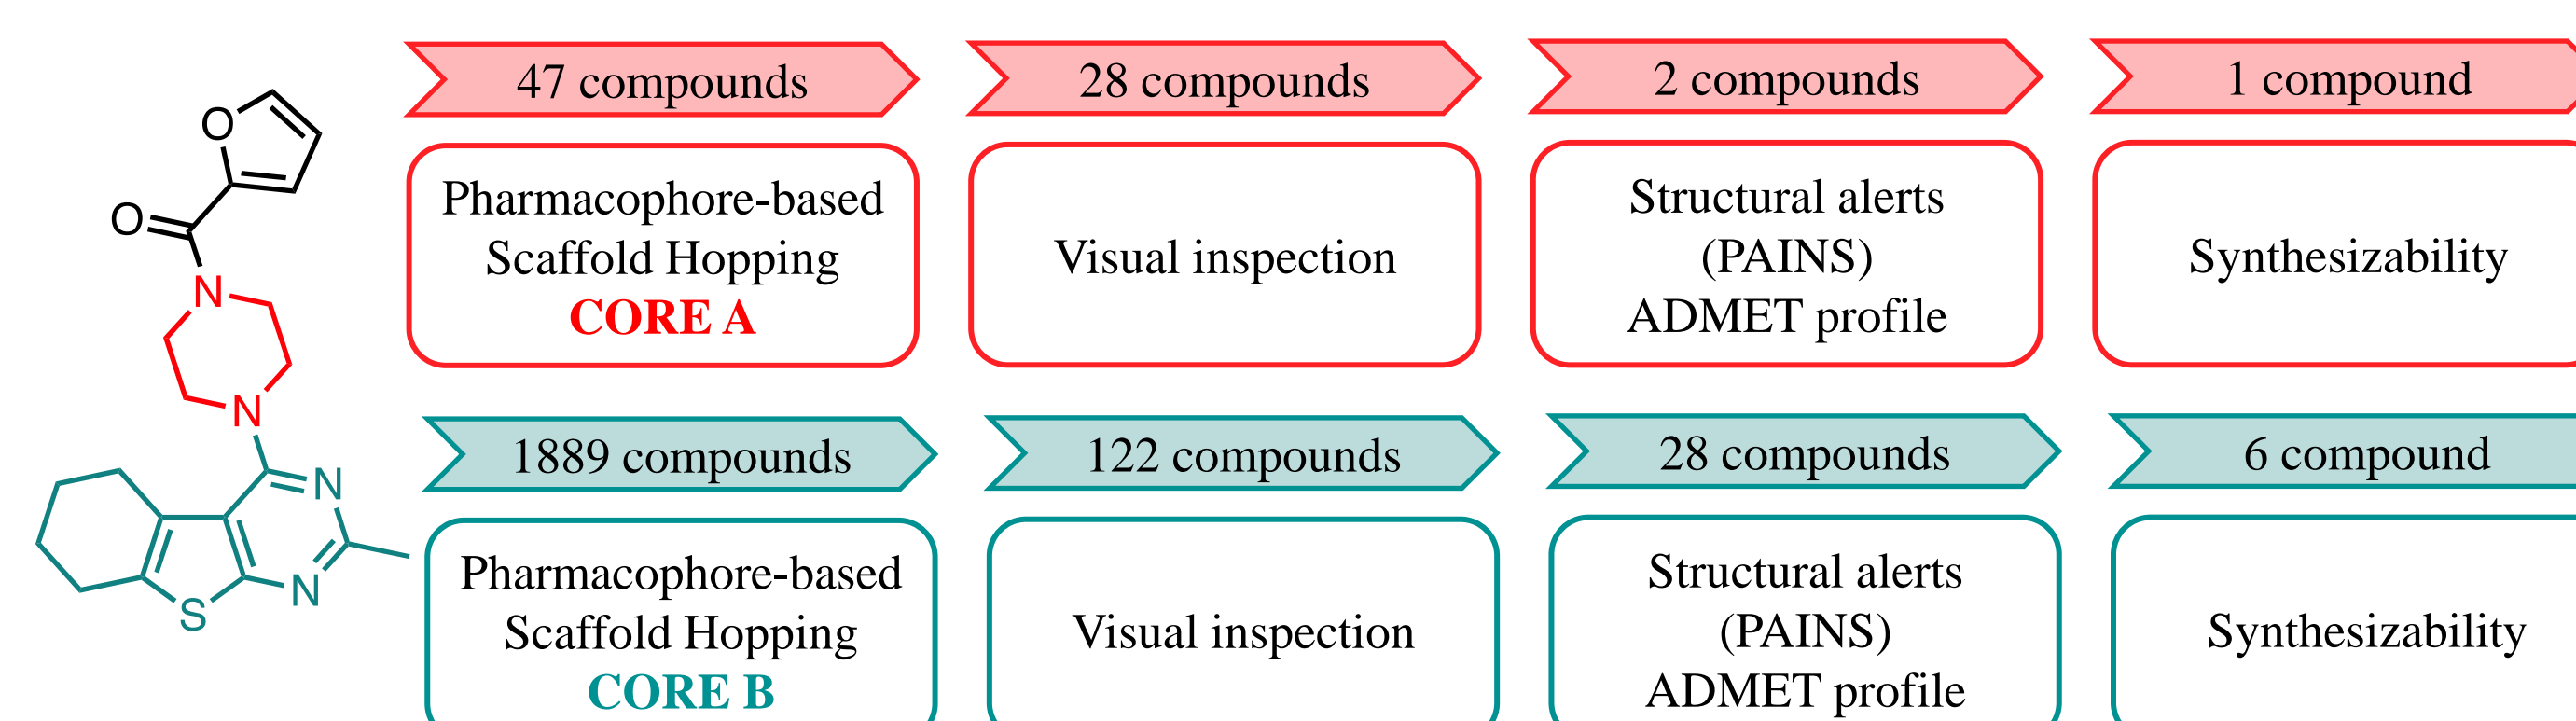 47 compounds
28 compounds
2 compounds
1 compound
Pharmacophore-based
Scaffold Hopping
CORE A
Visual inspection
Structural alerts
(PAINS)
ADMET profile
Synthesizability
O
O
N
N
N
N
S
1889 compounds
122 compounds
28 compounds
6 compound
Pharmacophore-based
Scaffold Hopping
CORE B
Visual inspection
Structural alerts
(PAINS)
ADMET profile
Synthesizability